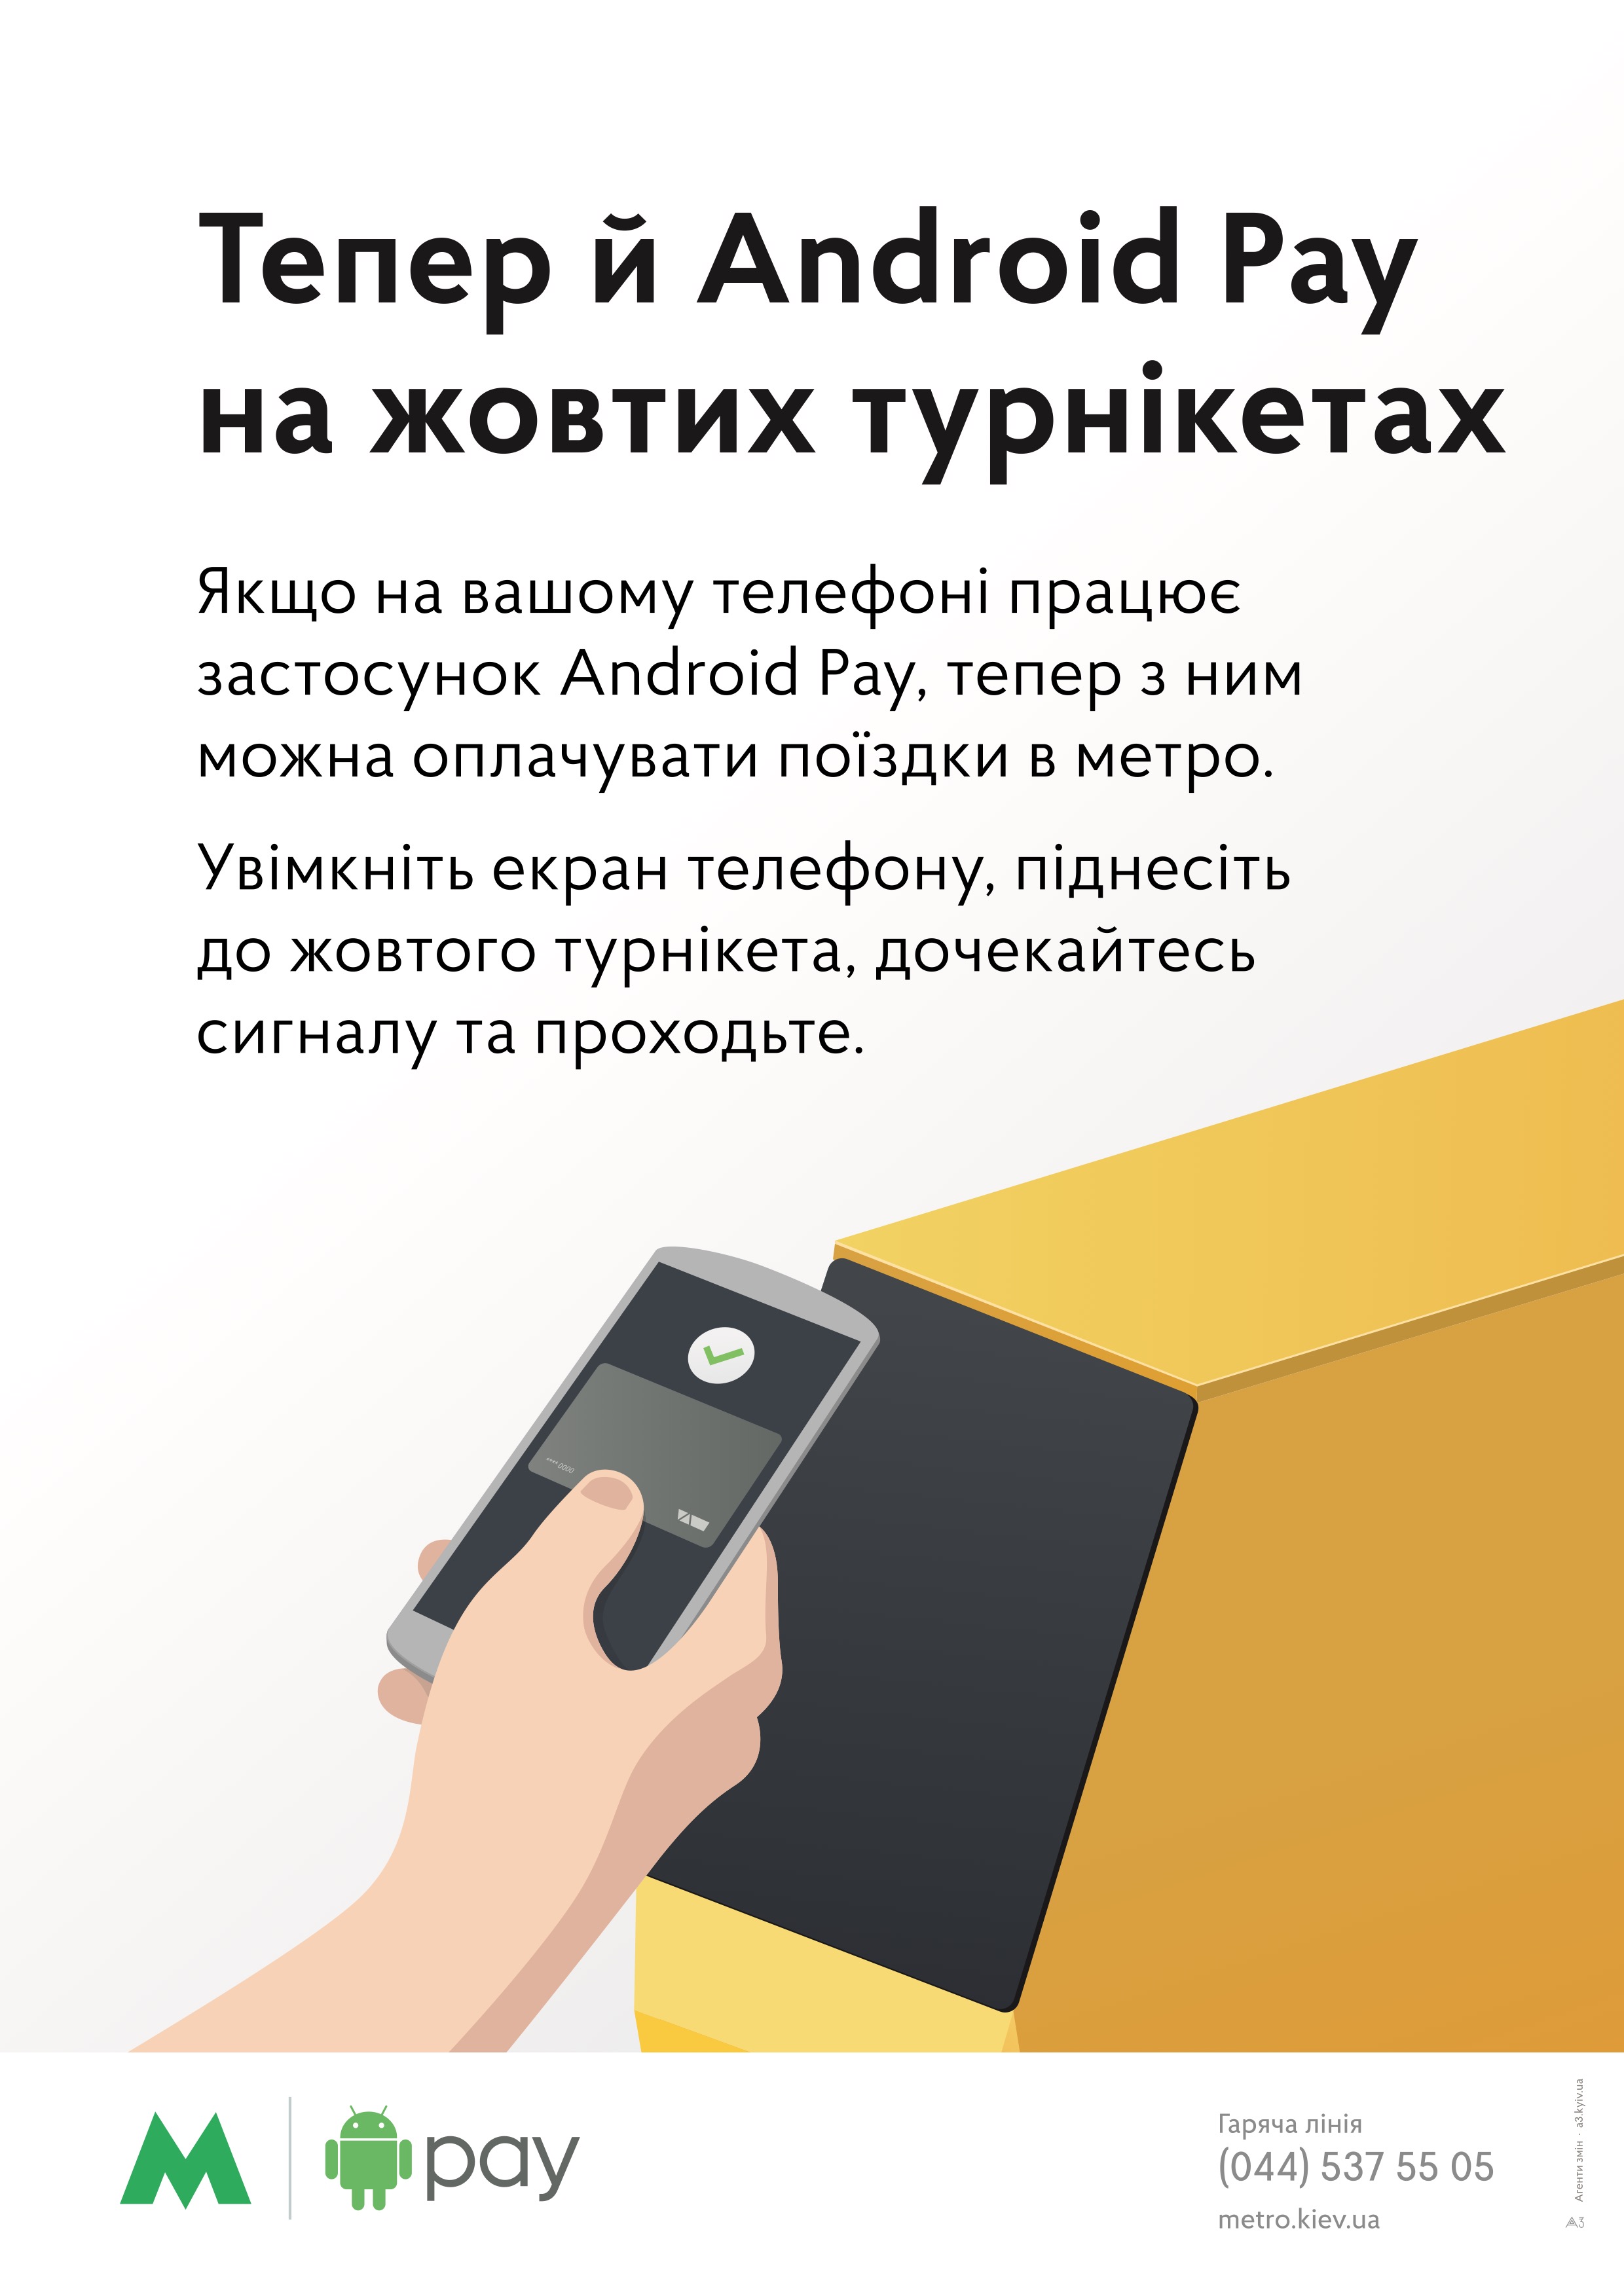 Тепер й Android Pay
на жовтих турнікетах
Якщо на вашому телефоні працює
застосунок Android Pay, тепер з ним
можна оплачувати поїздки в метро.
Увімкніть екран телефону, піднесіть
до жовтого турнікета, дочекайтесь
сигналу та проходьте.
•••• 0000
pay
Гаряча лінія
(044) 537 55 05
metro.kiev.ua
А3 Агенти змін · a3.kyiv.ua